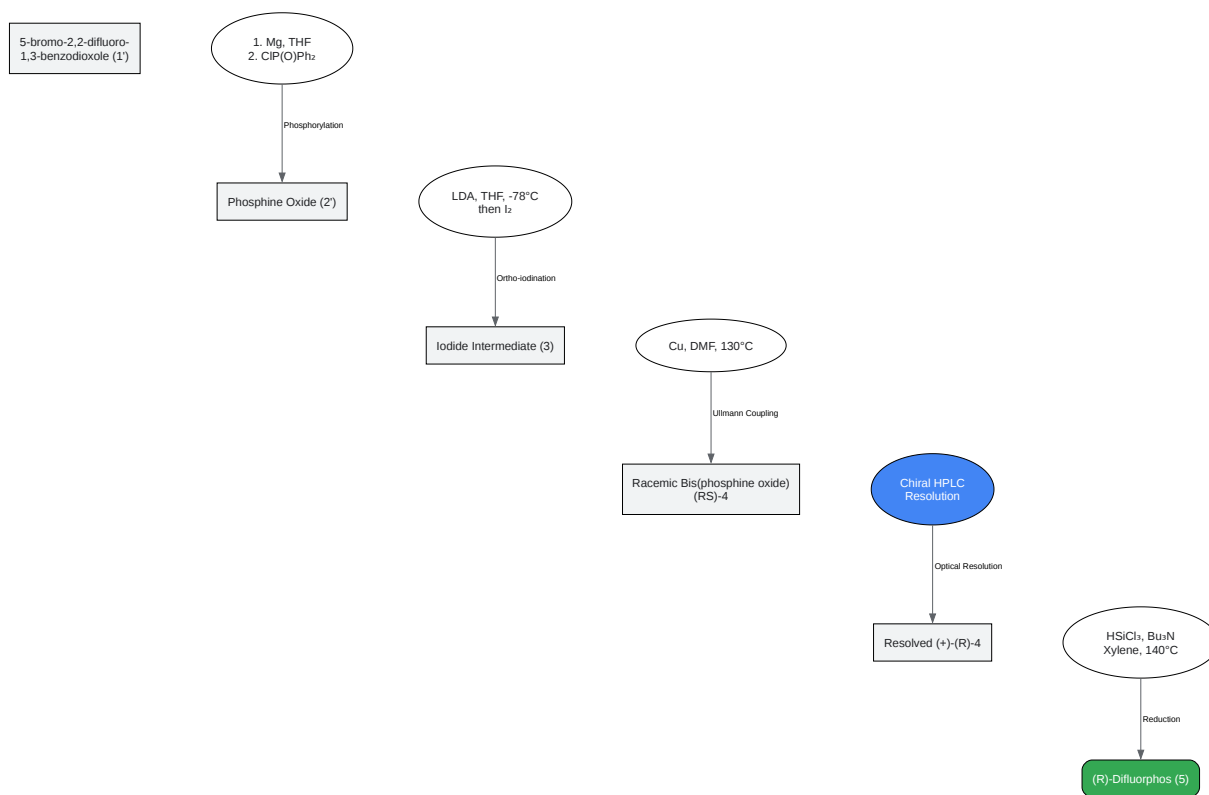 5-bromo-2,2-difluoro-
1,3-benzodioxole (1')
1. Mg, THF
2. ClP(O)Ph₂
Phosphorylation
Phosphine Oxide (2')
LDA, THF, -78°C
then I₂
Ortho-iodination
Iodide Intermediate (3)
Cu, DMF, 130°C
Ullmann Coupling
Racemic Bis(phosphine oxide)
(RS)-4
Chiral HPLC
Resolution
Optical Resolution
Resolved (+)-(R)-4
HSiCl₃, Bu₃N
Xylene, 140°C
Reduction
(R)-Difluorphos (5)